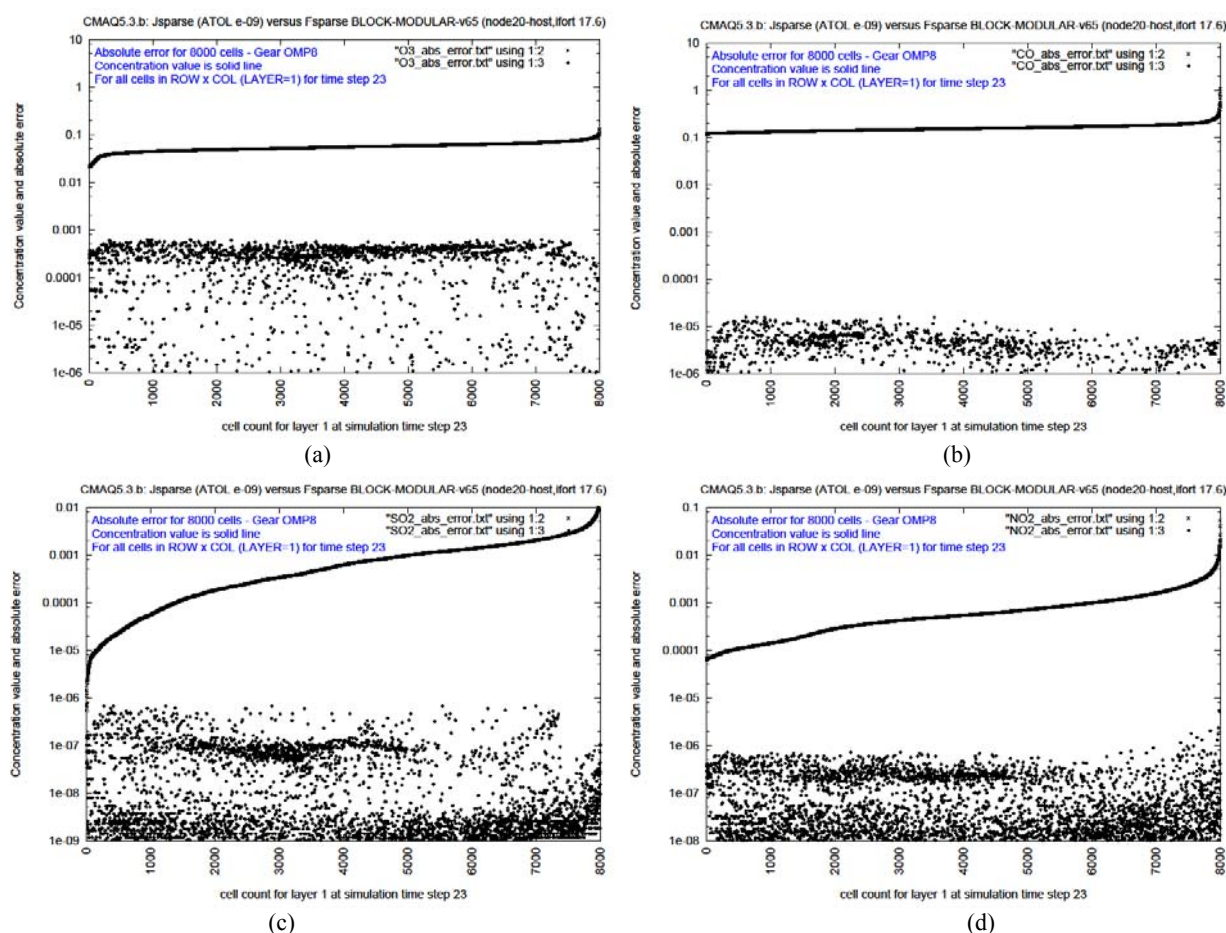 CMAQ5.3.b: Jsparse (ATOL e-09) versus Fsparse BLOCK-MODULAR-v65 (node20-host,ifort 17.6)
Absolute error for 8000 cells - Gear OMP8
Concentration value is solid line
For all cells in ROW x COL (LAYER=1) for time step 23
"O3_abs_error.txt" using 1:2
"O3_abs_error.txt" using 1:3
Concentration value and absolute error
10
1
0.1
0.01
0.001
0.0001
1e-05
1e-06
0
1000
2000
3000
4000
5000
6000
7000
8000
cell count for layer 1 at simulation time step 23
(a)
CMAQ5.3.b: Jsparse (ATOL e-09) versus Fsparse BLOCK-MODULAR-v65 (node20-host,ifort 17.6)
Absolute error for 8000 cells - Gear OMP8
Concentration value is solid line
For all cells in ROW x COL (LAYER=1) for time step 23
"CO_abs_error.txt" using 1:2
"CO_abs_error.txt" using 1:3
Concentration value and absolute error
10
1
0.1
0.01
0.001
0.0001
1e-05
1e-06
0
1000
2000
3000
4000
5000
6000
7000
8000
cell count for layer 1 at simulation time step 23
(b)
CMAQ5.3.b: Jsparse (ATOL e-09) versus Fsparse BLOCK-MODULAR-v65 (node20-host,ifort 17.6)
Absolute error for 8000 cells - Gear OMP8
Concentration value is solid line
For all cells in ROW x COL (LAYER=1) for time step 23
"SO2_abs_error.txt" using 1:2
"SO2_abs_error.txt" using 1:3
Concentration value and absolute error
0.01
0.001
0.0001
1e-05
1e-06
1e-07
1e-08
1e-09
0
1000
2000
3000
4000
5000
6000
7000
8000
cell count for layer 1 at simulation time step 23
(c)
CMAQ5.3.b: Jsparse (ATOL e-09) versus Fsparse BLOCK-MODULAR-v65 (node20-host,ifort 17.6)
Absolute error for 8000 cells - Gear OMP8
Concentration value is solid line
For all cells in ROW x COL (LAYER=1) for time step 23
"NO2_abs_error.txt" using 1:2
"NO2_abs_error.txt" using 1:3
Concentration value and absolute error
0.1
0.01
0.001
0.0001
1e-05
1e-06
1e-07
1e-08
0
1000
2000
3000
4000
5000
6000
7000
8000
cell count for layer 1 at simulation time step 23
(d)